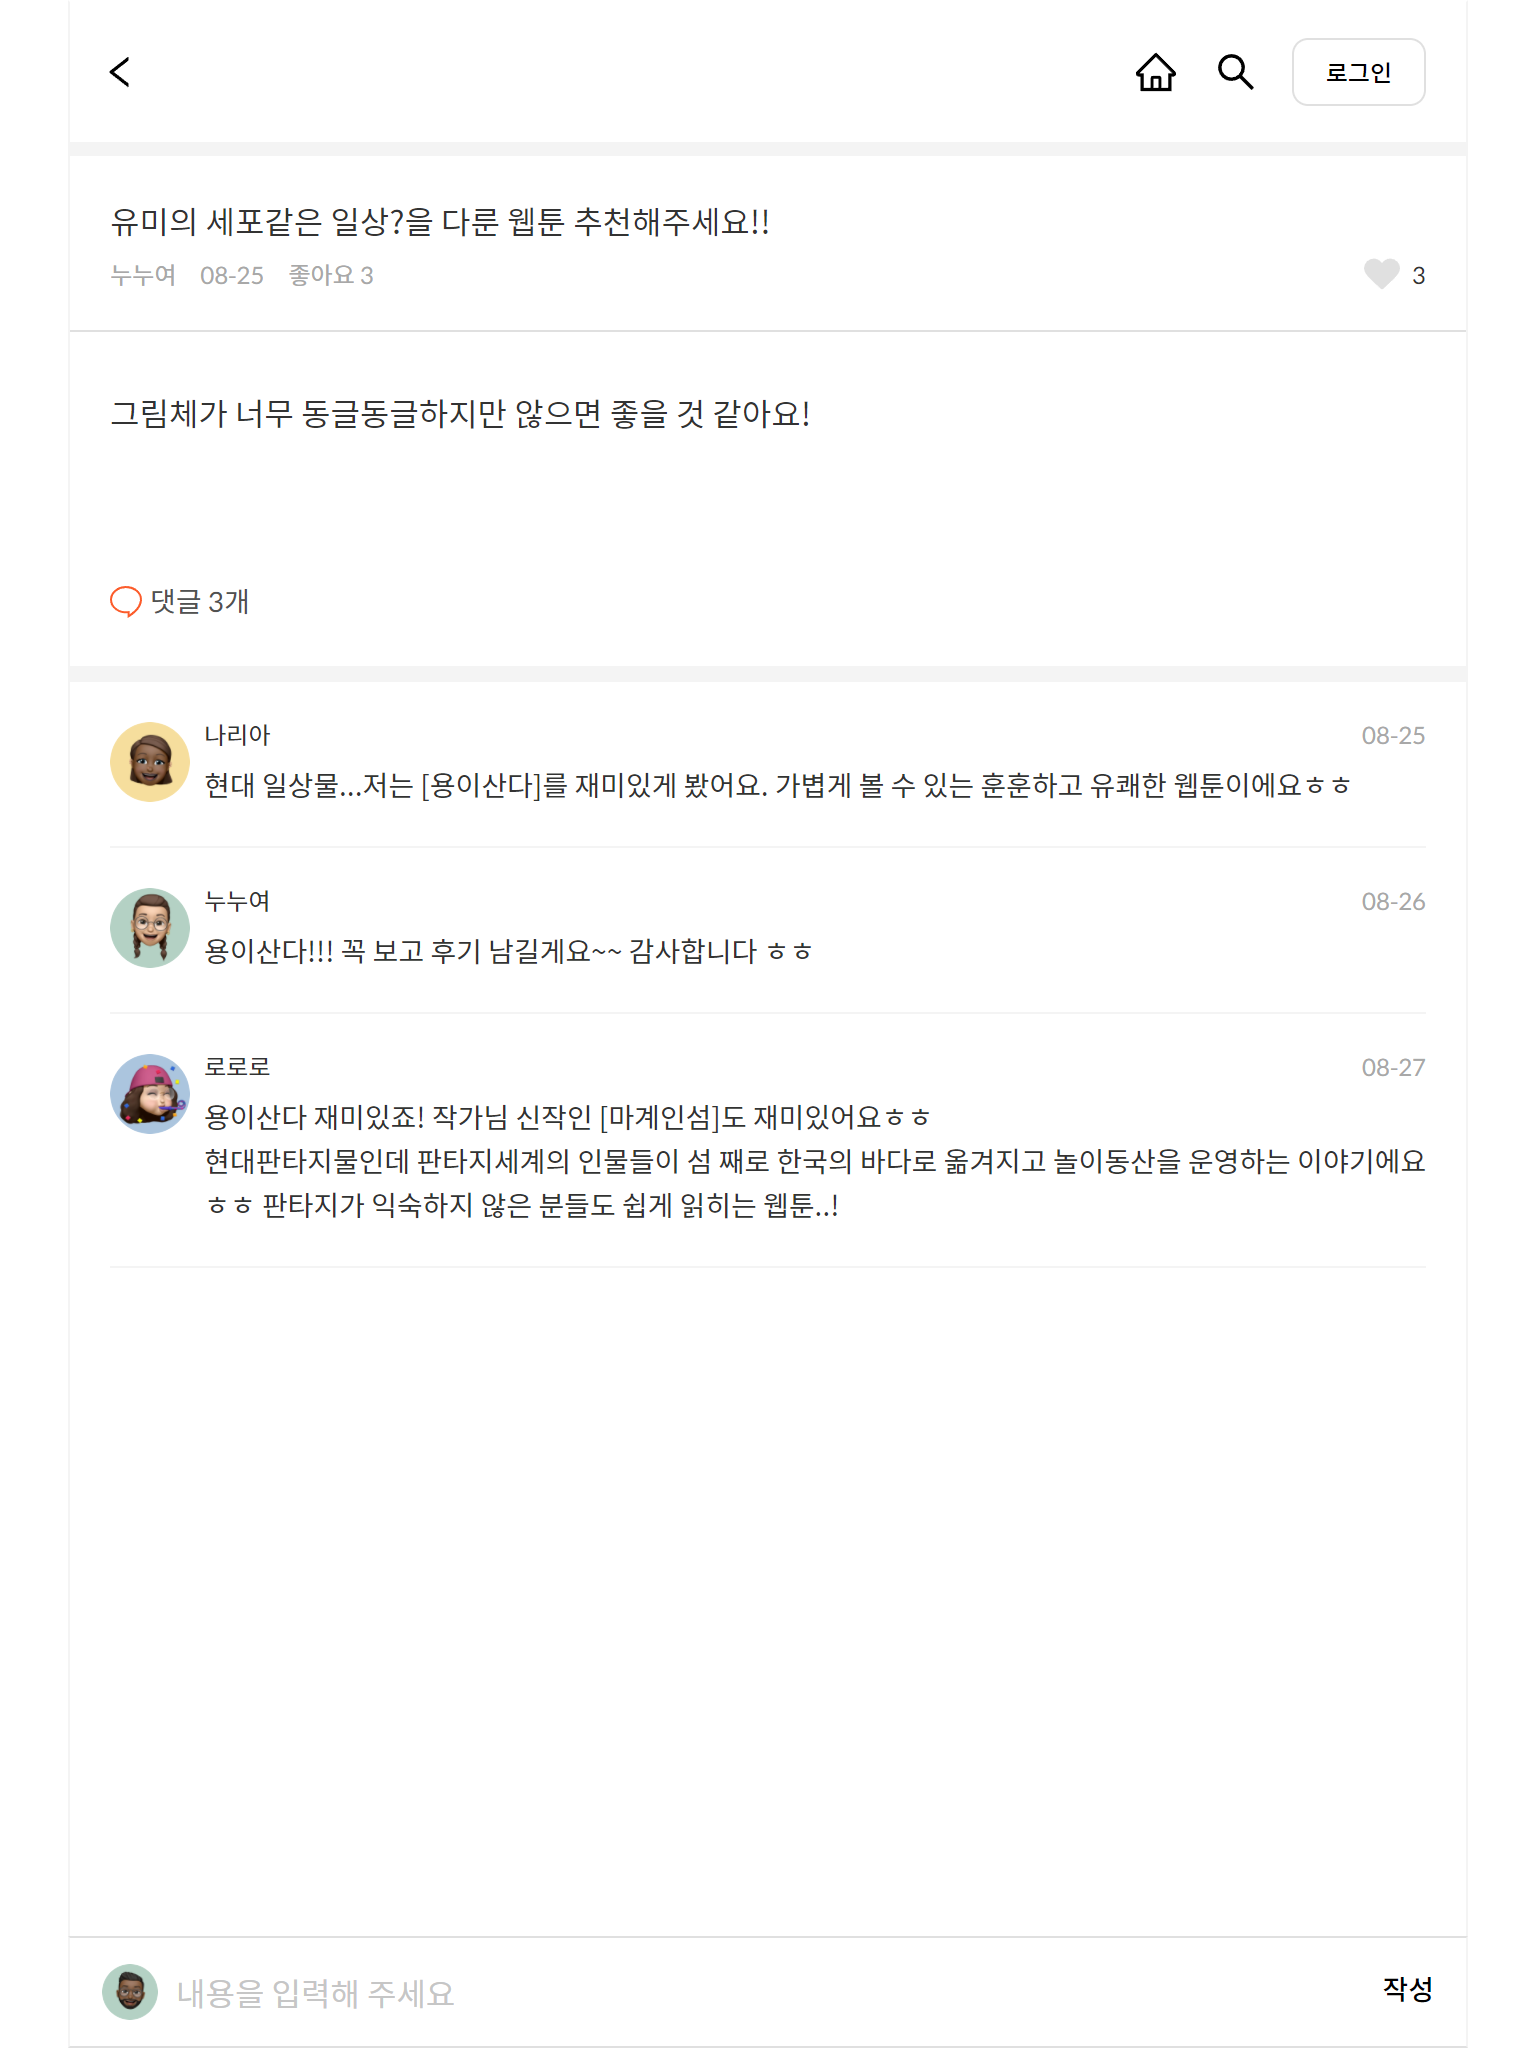 로그인
유미의 세포같은 일상?을 다룬 웹툰 추천해주세요!!
누누여 08-25 좋아요 3 3
그림체가 너무 동글동글하지만 않으면 좋을 것 같아요!
댓글 3개
나리아 08-25
현대 일상물...저는 [용이산다]를 재미있게 봤어요. 가볍게 볼 수 있는 훈훈하고 유쾌한 웹툰이에요ㅎㅎ
누누여 08-26
용이산다!!! 꼭 보고 후기 남길게요~~ 감사합니다 ㅎㅎ
로로로 08-27
용이산다 재미있죠! 작가님 신작인 [마계인섬]도 재미있어요ㅎㅎ
현대판타지물인데 판타지세계의 인물들이 섬 째로 한국의 바다로 옮겨지고 놀이동산을 운영하는 이야기에요
ㅎㅎ 판타지가 익숙하지 않은 분들도 쉽게 읽히는 웹툰..!
내용을 입력해 주세요 작성